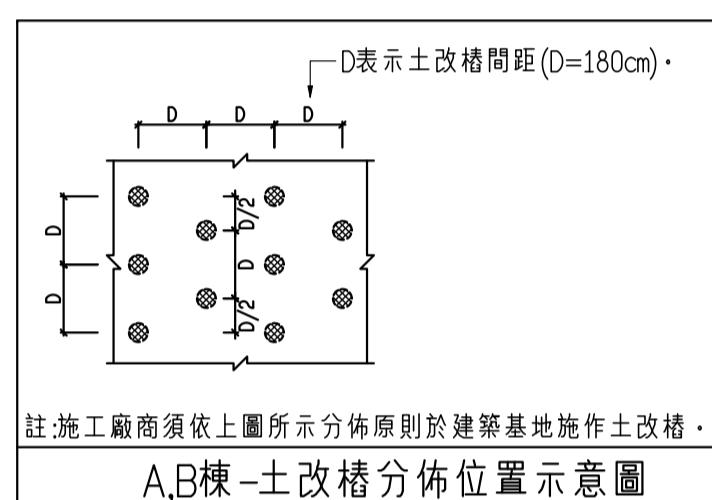 D表示土改樁間距(D=180cm)。
D D D
D
D
D/2
D
D/2
註:施工廠商須依上圖所示分佈原則於建築基地施作土改樁。
A,B棟-土改樁分佈位置示意圖